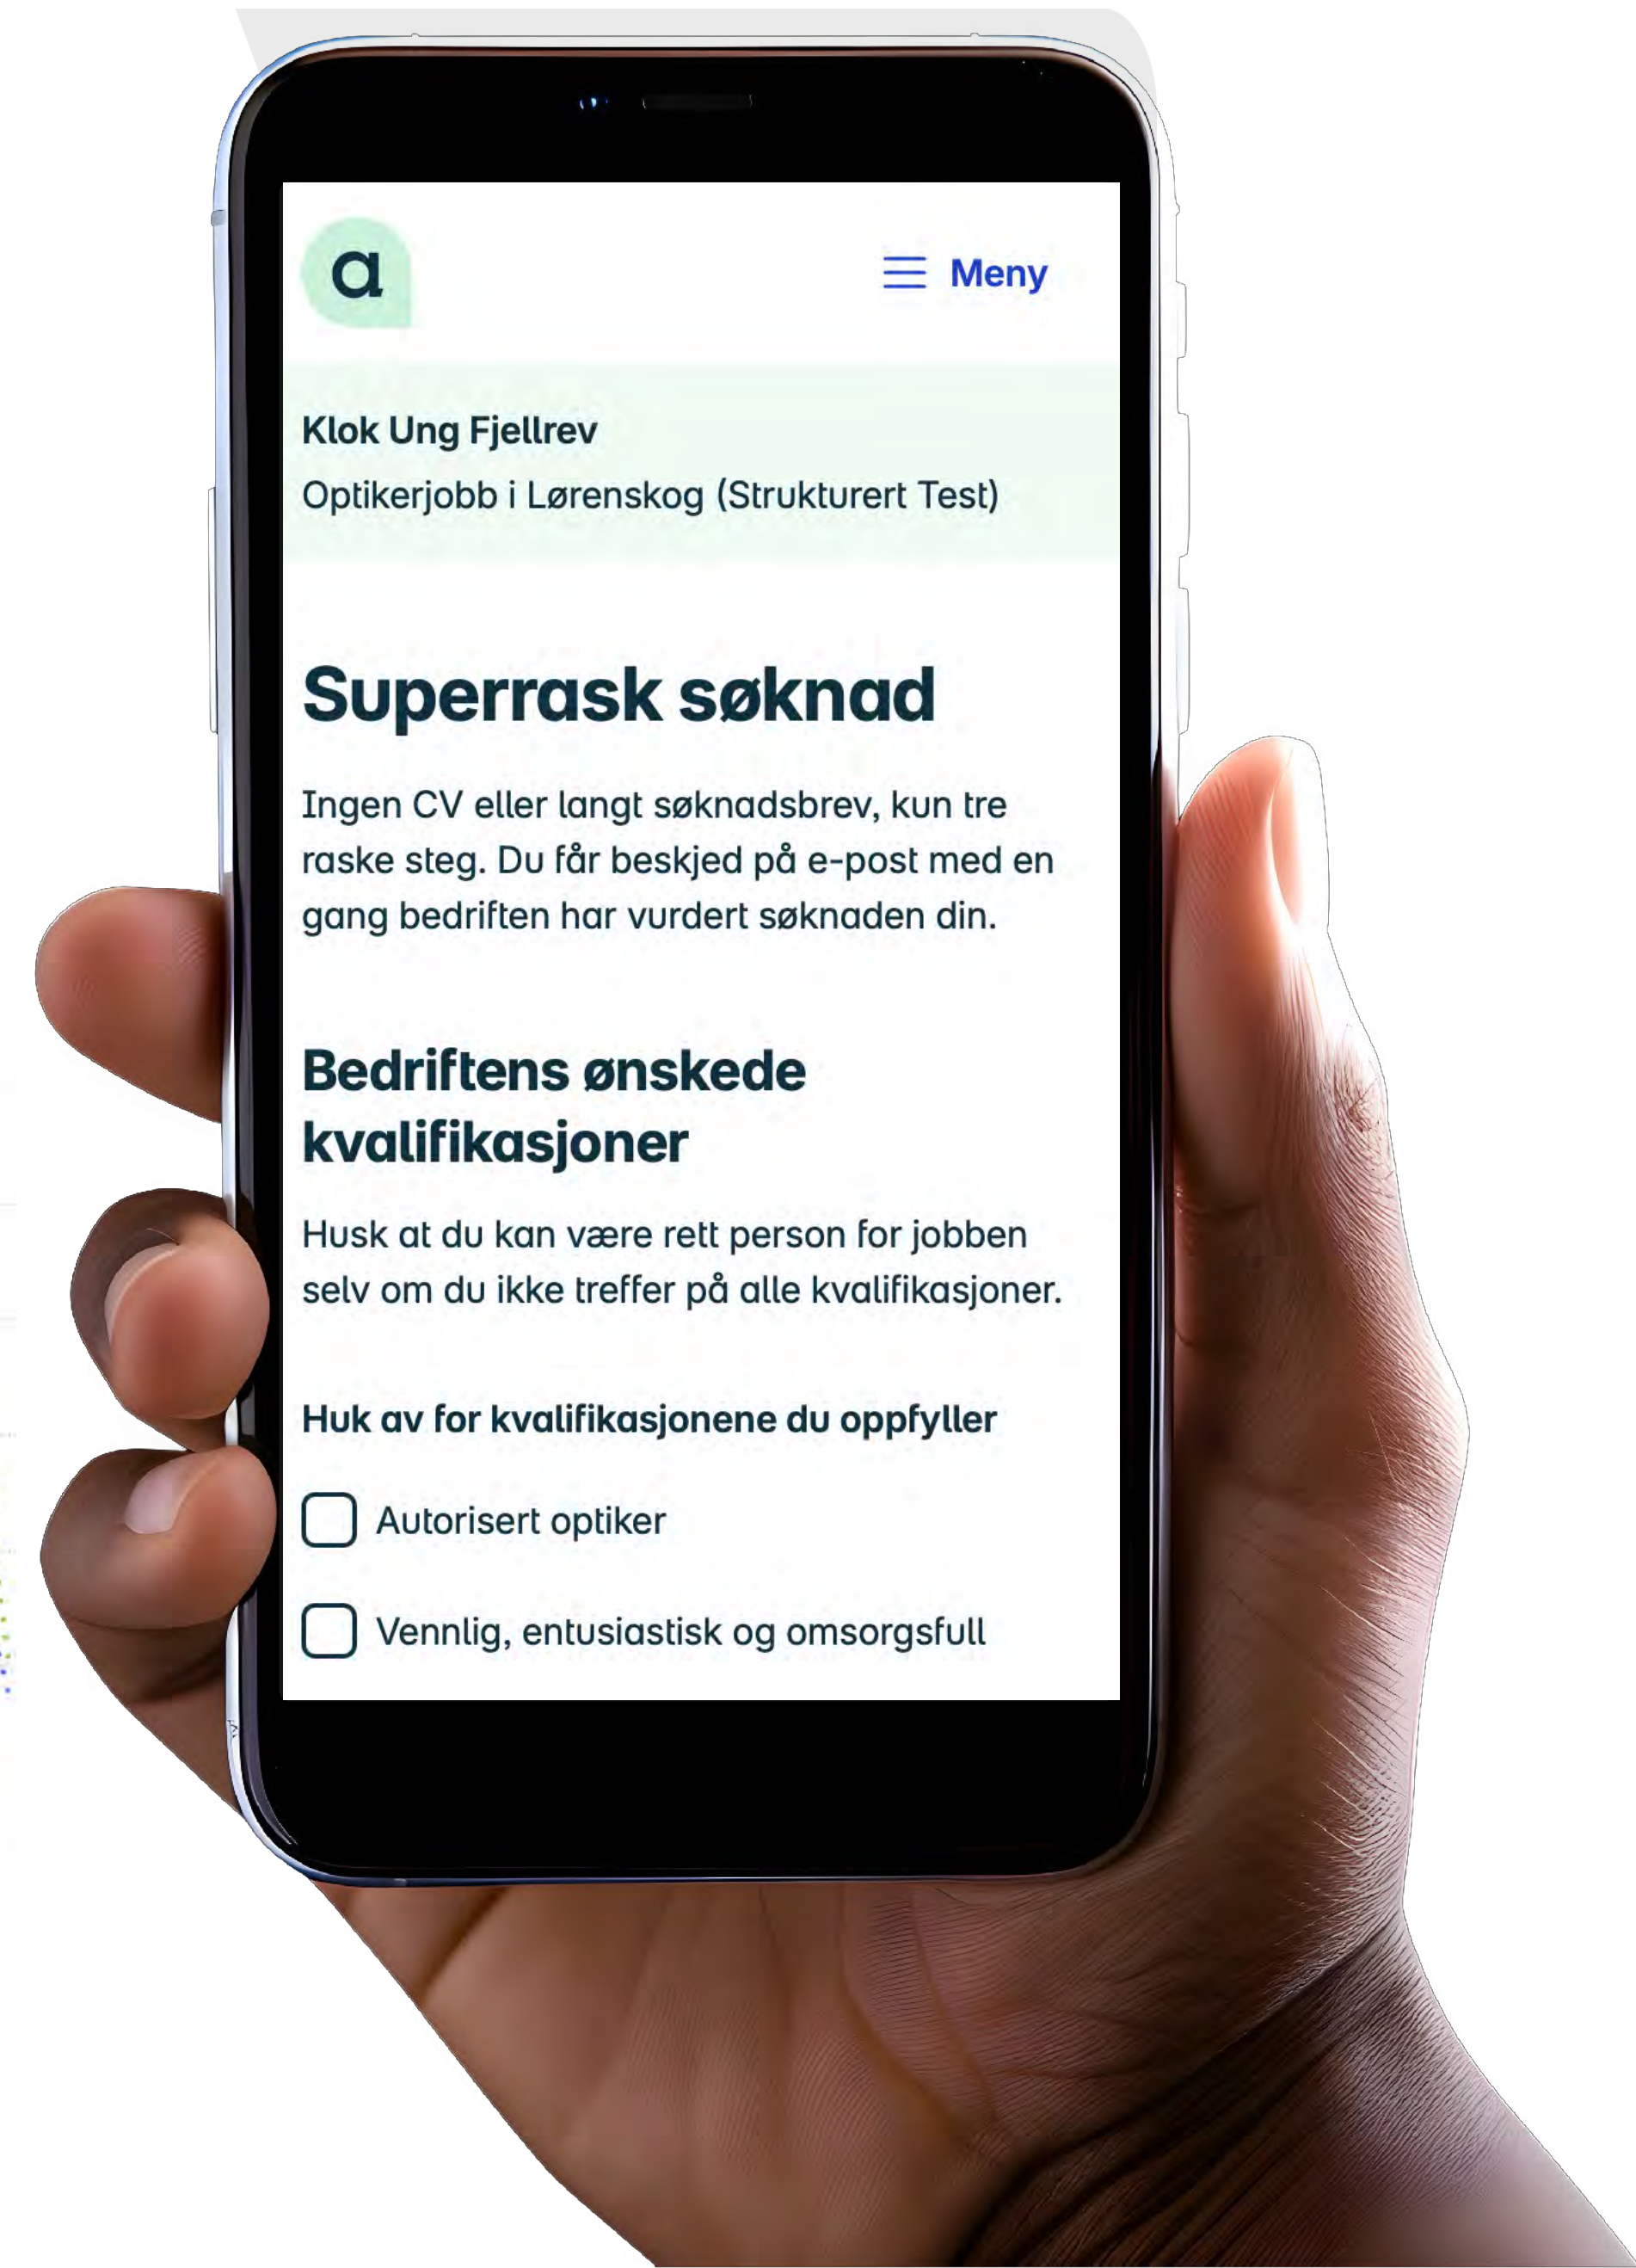 a
Meny
Klok Ung Fjellrev
Optikerjobb i Lørenskog (Strukturert Test)
Superrask søknad
Ingen CV eller langt søknadsbrev, kun tre
raske steg. Du får beskjed på e-post med en
gang bedriften har vurdert søknaden din.
Bedriftens ønskede
kvalifikasjoner
Husk at du kan være rett person for jobben
selv om du ikke treffer på alle kvalifikasjoner.
Huk av for kvalifikasjonene du oppfyller
Autorisert optiker
Vennlig, entusiastisk og omsorgsfull